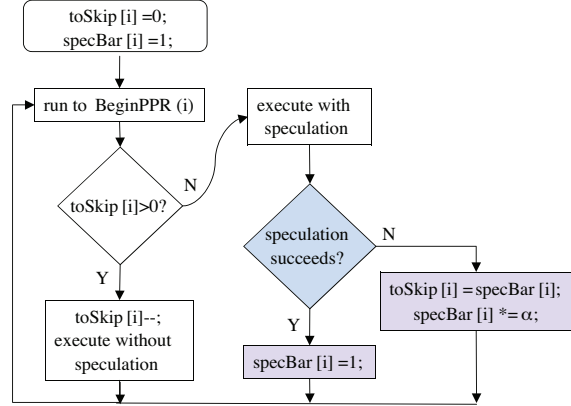 toSkip [i] =0;
specBar [i] =1;
run to BeginPPR (i)
toSkip [i]>0?
N
Y
toSkip [i]--;
execute without
speculation
execute with
speculation
speculation
succeeds?
N
Y
specBar [i] =1;
toSkip [i] = specBar [i];
specBar [i] *= α;